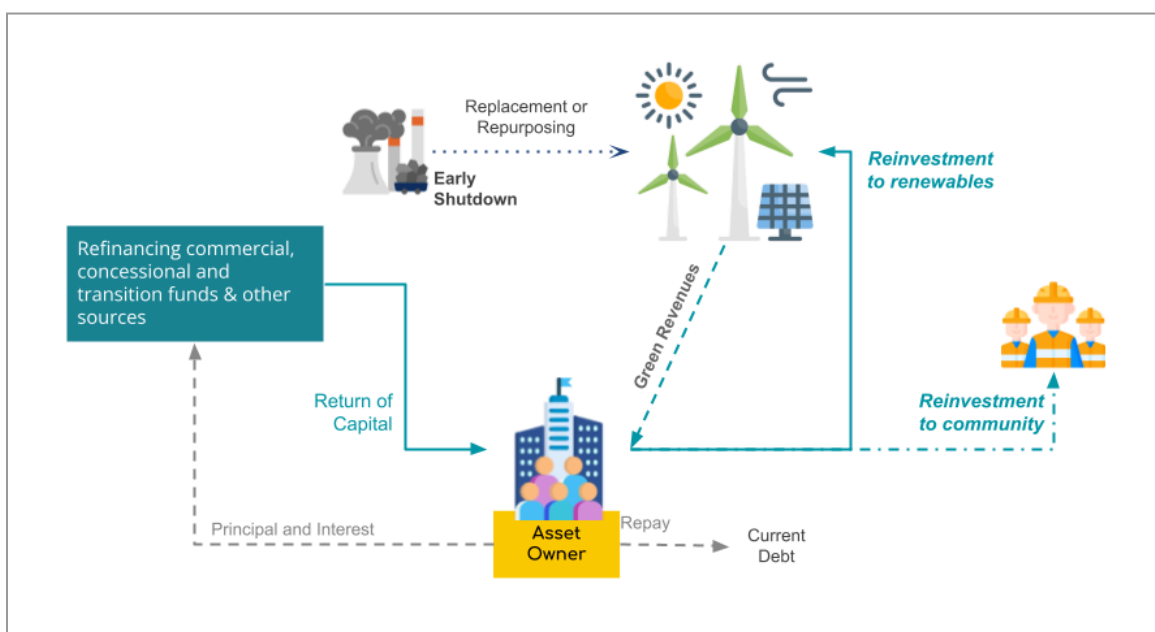 Replacement or
Repurposing
Early
Shutdown
Reinvestment
to renewables
Refinancing commercial,
concessional and
transition funds & other
sources
Green Revenues
Return of
Capital
Reinvestment
to community
Principal and Interest
Asset
Owner
Repay
Current
Debt